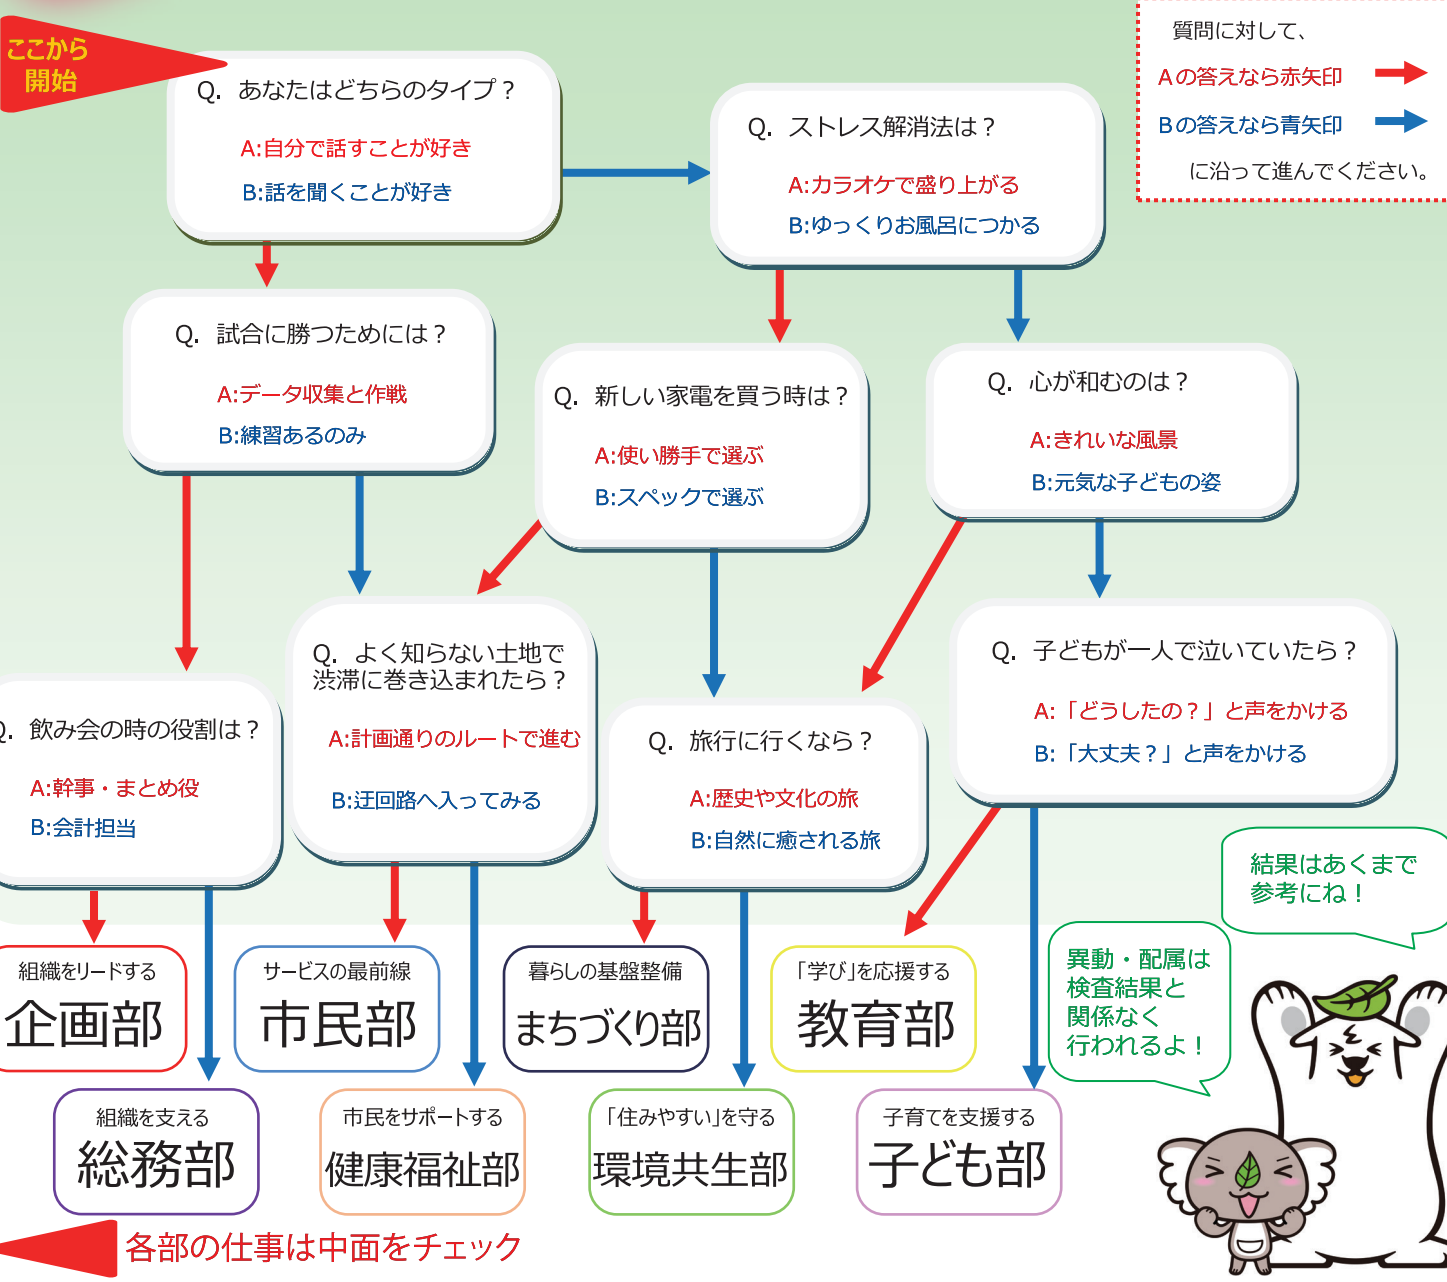 ここから
開始
質問に対して、
Aの答えなら赤矢印
Bの答えなら青矢印
に沿って進んでください。
Q. あなたはどちらのタイプ？
A:自分で話すことが好き
B:話を聞くことが好き
Q. ストレス解消法は？
A:カラオケで盛り上がる
B:ゆっくりお風呂につかる
Q. 試合に勝つためには？
A:データ収集と作戦
B:練習あるのみ
Q. 新しい家電を買う時は？
A:使い勝手で選ぶ
B:スペックで選ぶ
Q. 心が和むのは？
A:きれいな風景
B:元気な子どもの姿
Q. 飲み会の時の役割は？
A:幹事・まとめ役
B:会計担当
Q. よく知らない土地で
渋滞に巻き込まれたら？
A:計画通りのルートで進む
B:迂回路へ入ってみる
Q. 旅行に行くなら？
A:歴史や文化の旅
B:自然に癒される旅
Q. 子どもが一人で泣いていたら？
A:「どうしたの？」と声をかける
B:「大丈夫？」と声をかける
結果はあくまで
参考にね！
異動・配属は
検査結果と
関係なく
行われるよ！
組織をリードする
企画部
サービスの最前線
市民部
暮らしの基盤整備
まちづくり部
「学び」を応援する
教育部
組織を支える
総務部
市民をサポートする
健康福祉部
「住みやすい」を守る
環境共生部
子育てを支援する
子ども部
各部の仕事は中面をチェック